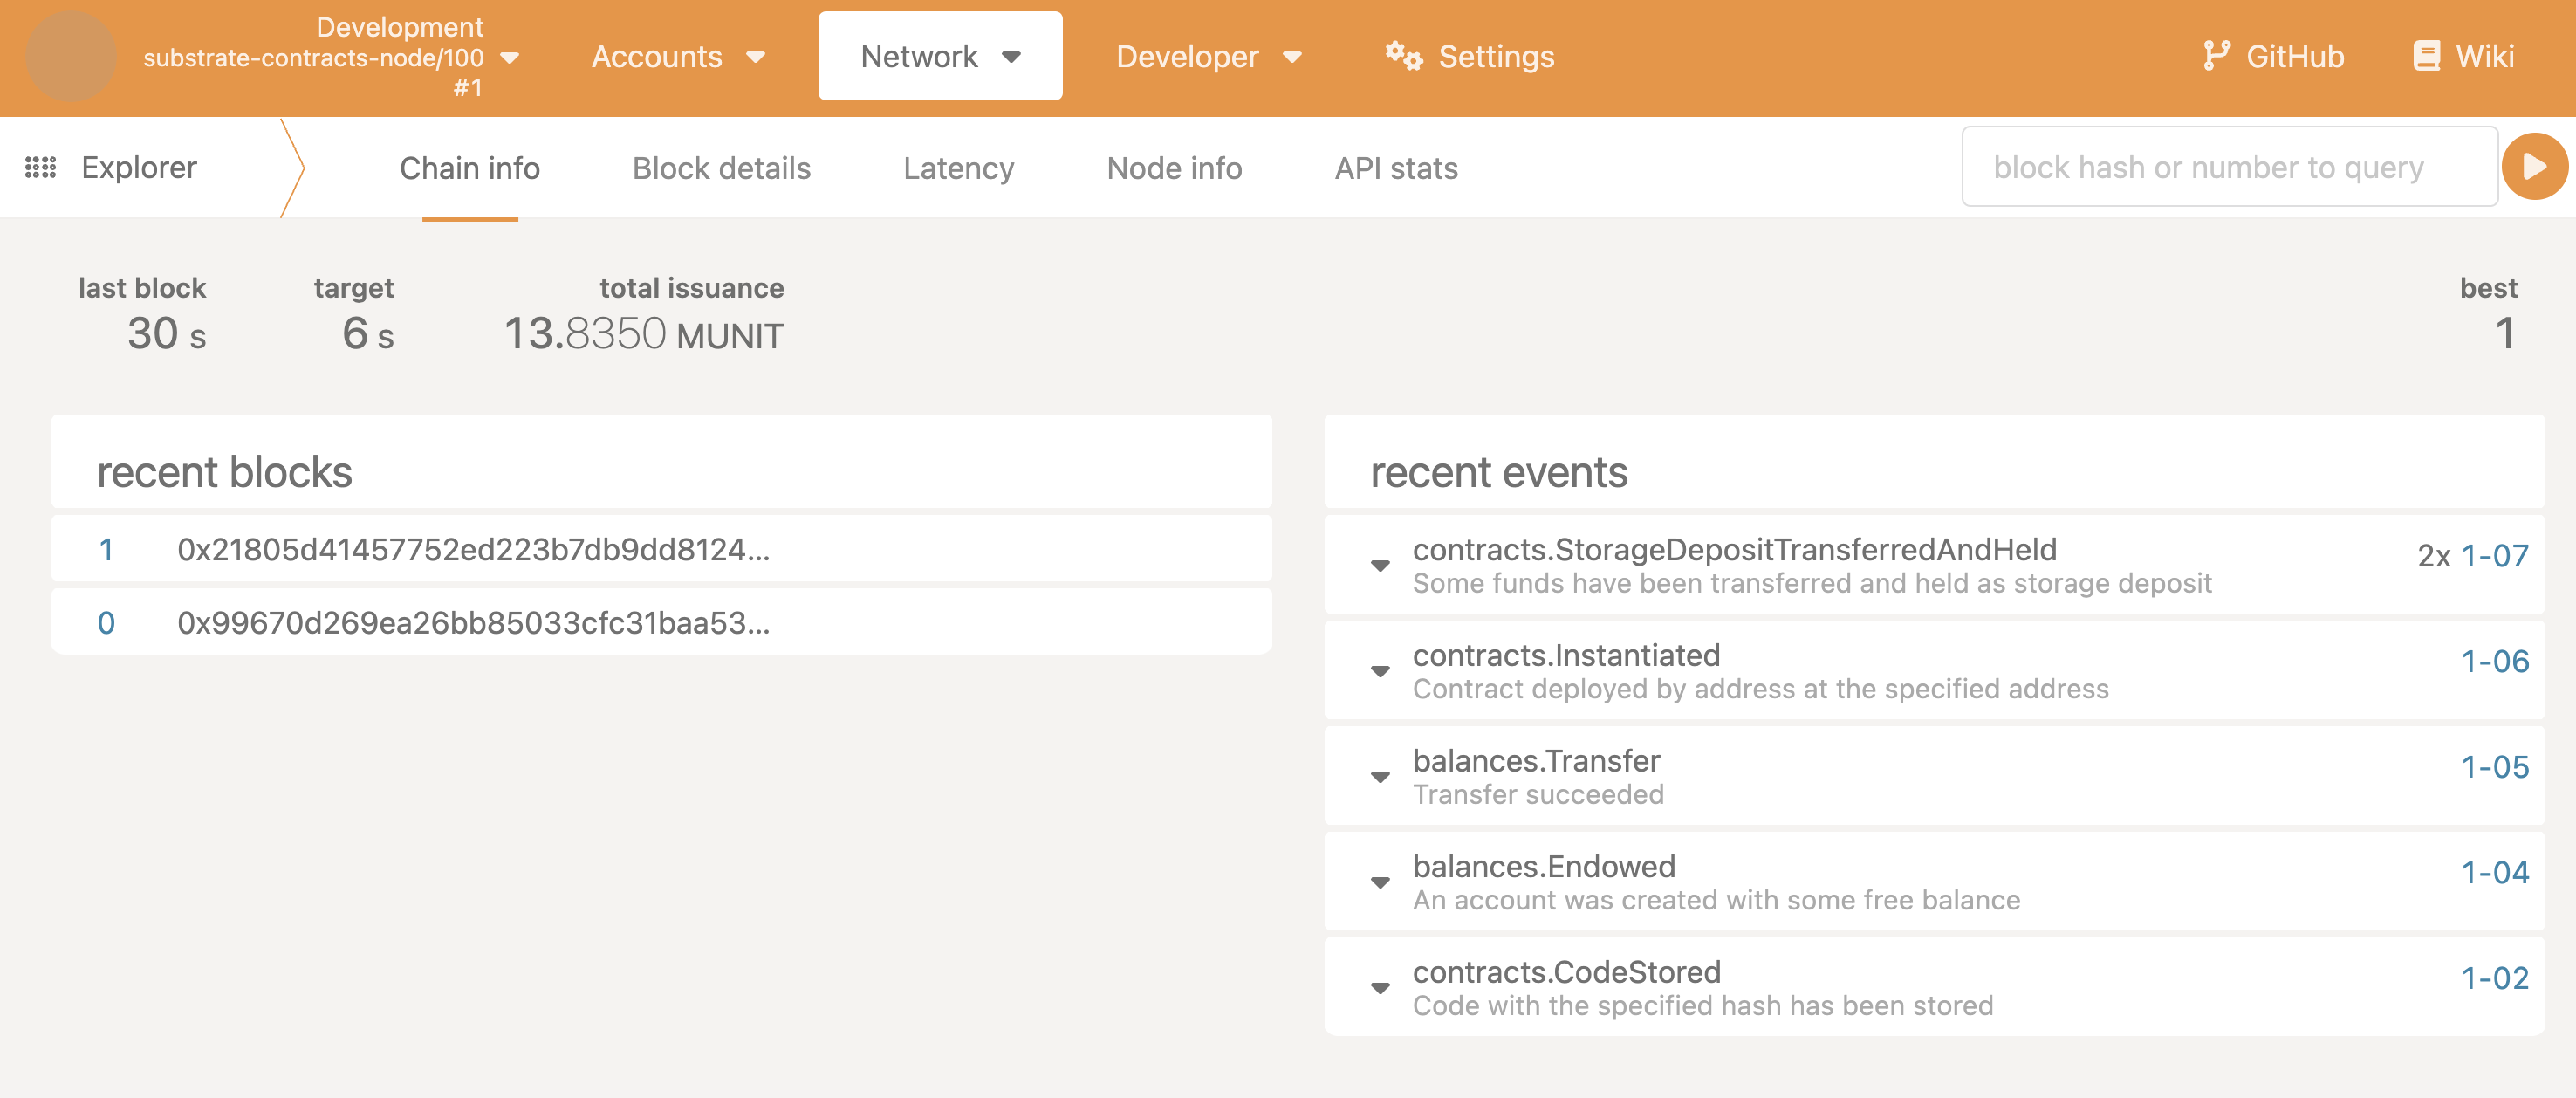 Development
substrate-contracts-node/100
#1
Accounts
Network
Developer
Settings
GitHub
Wiki
Explorer
Chain info
Block details
Latency
Node info
API stats
block hash or number to query
last block
30 s
target
6 s
total issuance
13.8350 MUNIT
best
1
recent blocks
1 0x21805d41457752ed223b7db9dd8124...
0 0x99670d269ea26bb85033cfc31baa53...
recent events
contracts.StorageDepositTransferredAndHeld 2x 1-07
Some funds have been transferred and held as storage deposit
contracts.Instantiated 1-06
Contract deployed by address at the specified address
balances.Transfer 1-05
Transfer succeeded
balances.Endowed 1-04
An account was created with some free balance
contracts.CodeStored 1-02
Code with the specified hash has been stored